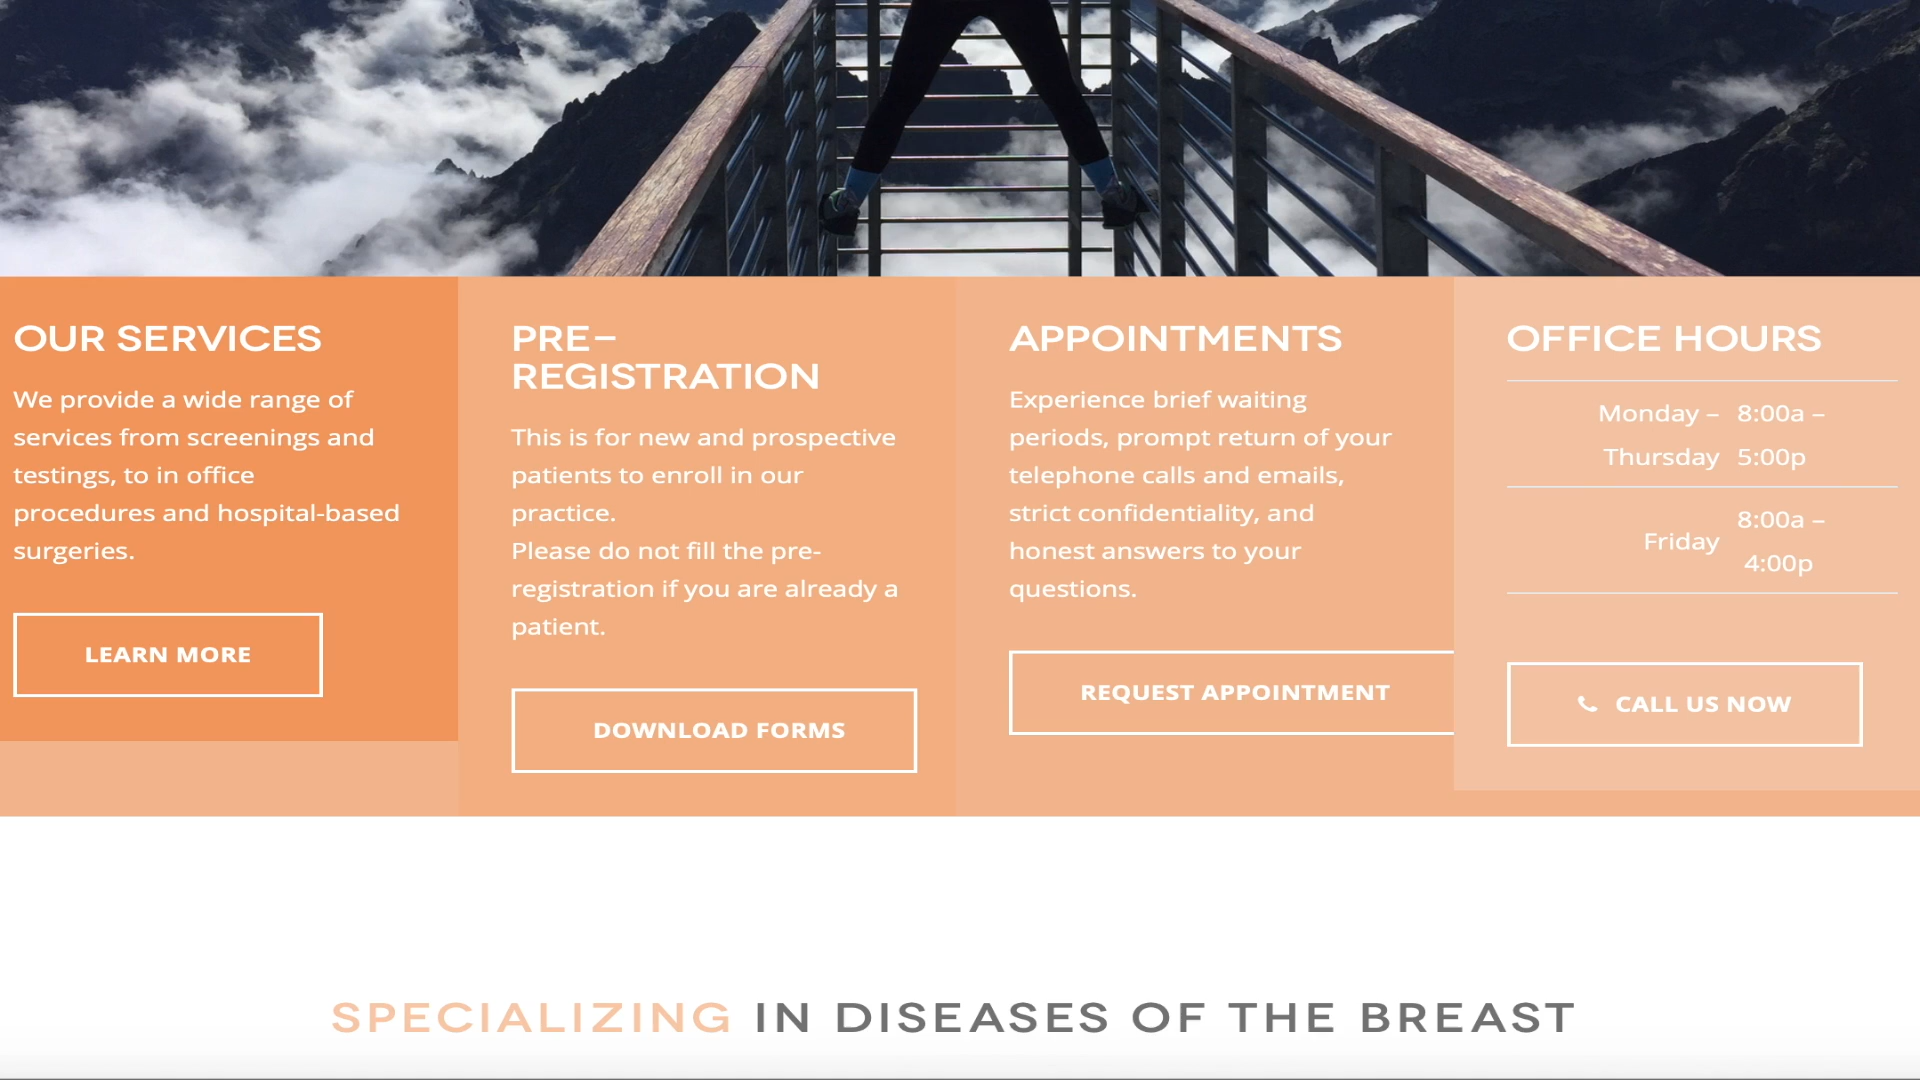 OUR SERVICES
We provide a wide range of
services from screenings and
testings, to in office
procedures and hospital-based
surgeries.
LEARN MORE
PRE-
REGISTRATION
This is for new and prospective
patients to enroll in our
practice.
Please do not fill the pre-
registration if you are already a
patient.
DOWNLOAD FORMS
APPOINTMENTS
Experience brief waiting
periods, prompt return of your
telephone calls and emails,
strict confidentiality, and
honest answers to your
questions.
REQUEST APPOINTMENT
OFFICE HOURS
Monday – 8:00a –
Thursday 5:00p
Friday 8:00a –
4:00p
CALL US NOW
SPECIALIZING IN DISEASES OF THE BREAST